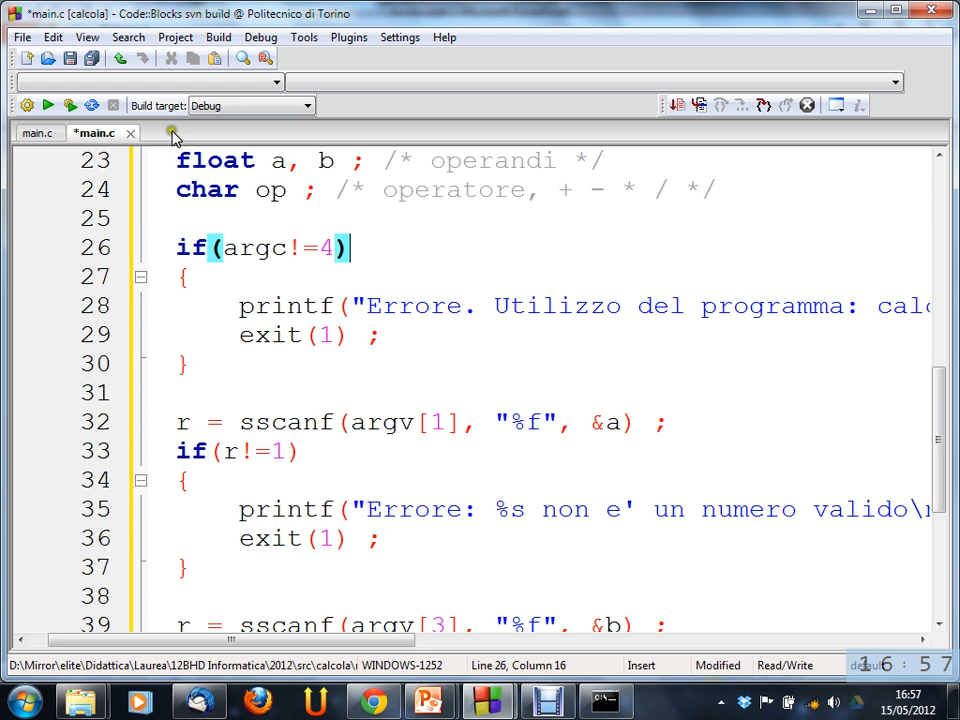 *main.c [calcola] - Code::Blocks svn build @ Politecnico di Torino
File Edit View Search Project Build Debug Tools Plugins Settings Help
Build target: Debug
main.c *main.c
23 float a, b ; /* operandi */
24 char op ; /* operatore, + - * / */
25
26 if(argc!=4)
27 {
28 printf("Errore. Utilizzo del programma: calc
29 exit(1) ;
30 }
31
32 r = sscanf(argv[1], "%f", &a) ;
33 if(r!=1)
34 {
35 printf("Errore: %s non e' un numero valido\
36 exit(1) ;
37 }
38
39 r = sscanf(argv[3], "%f", &b) ;
D:\Mirror\elite\Didattica\Laurea\12BHD Informatica\2012\src\calcola\ WINDOWS-1252 Line 26, Column 16 Insert Modified Read/Write default
16:57
16:57
15/05/2012